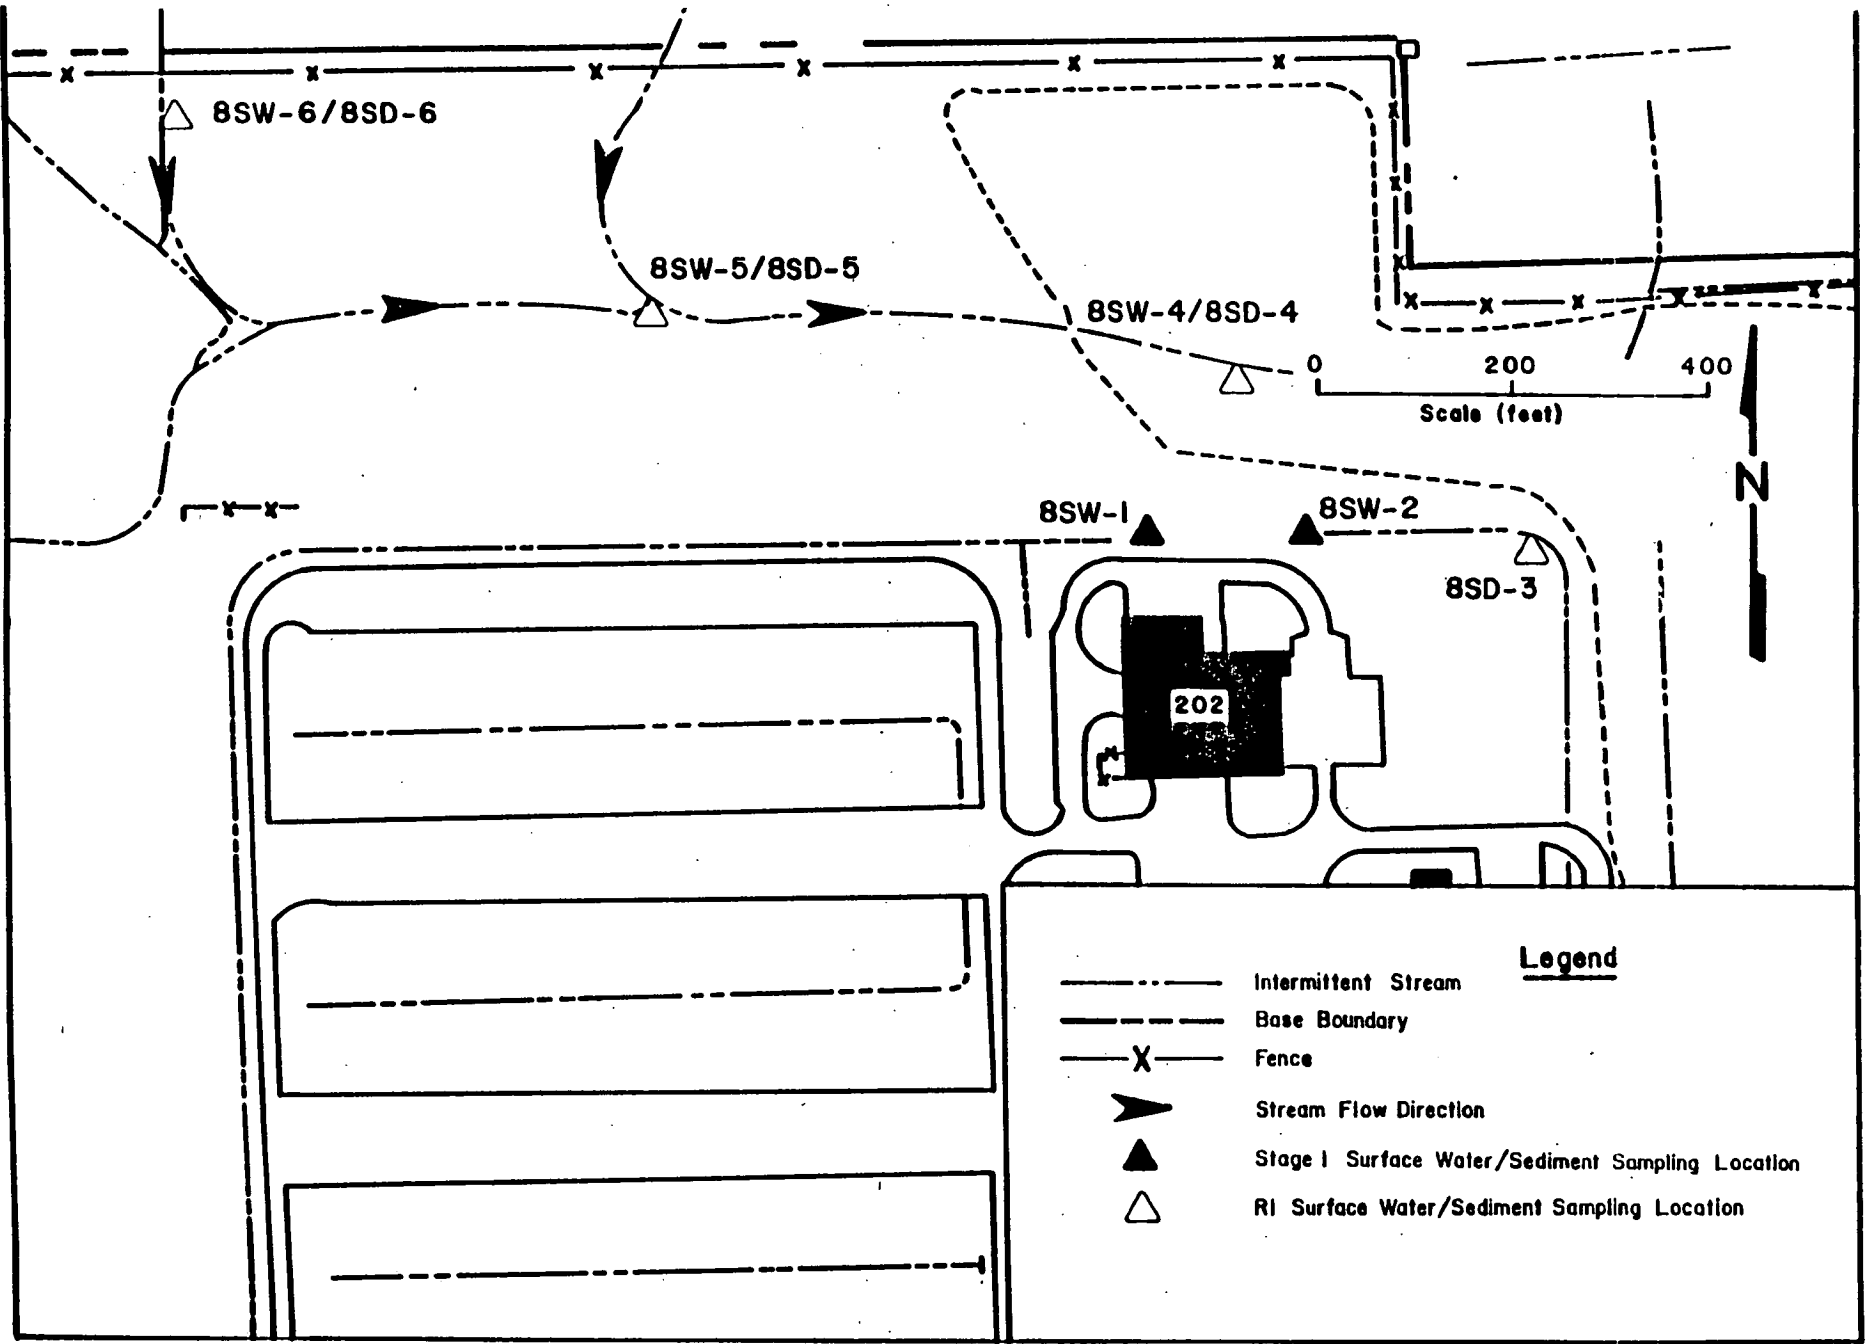 8SW-6/8SD-6
8SW-5/8SD-5
8SW-4/8SD-4
0 200 400
Scale (feet)
N
8SW-1
8SW-2
8SD-3
202
Legend
Intermittent Stream
Base Boundary
X
Fence
Stream Flow Direction
Stage 1 Surface Water/Sediment Sampling Location
RI Surface Water/Sediment Sampling Location